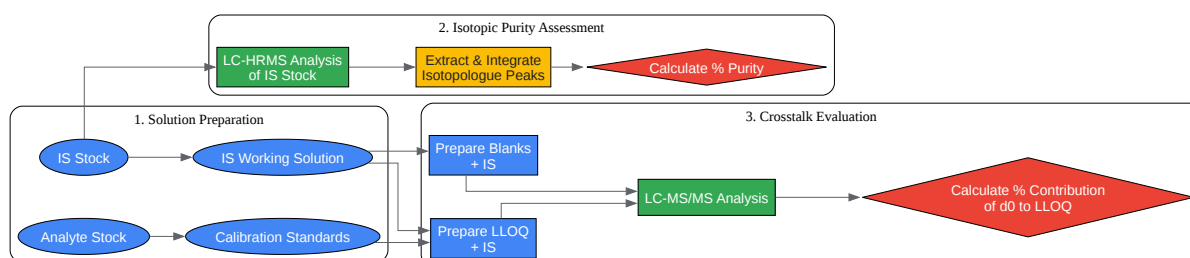 2. Isotopic Purity Assessment
LC-HRMS Analysis
of IS Stock
Extract & Integrate
Isotopologue Peaks
Calculate % Purity
1. Solution Preparation
IS Stock
IS Working Solution
Analyte Stock
Calibration Standards
3. Crosstalk Evaluation
Prepare Blanks
+ IS
Prepare LLOQ
+ IS
LC-MS/MS Analysis
Calculate % Contribution
of d0 to LLOQ